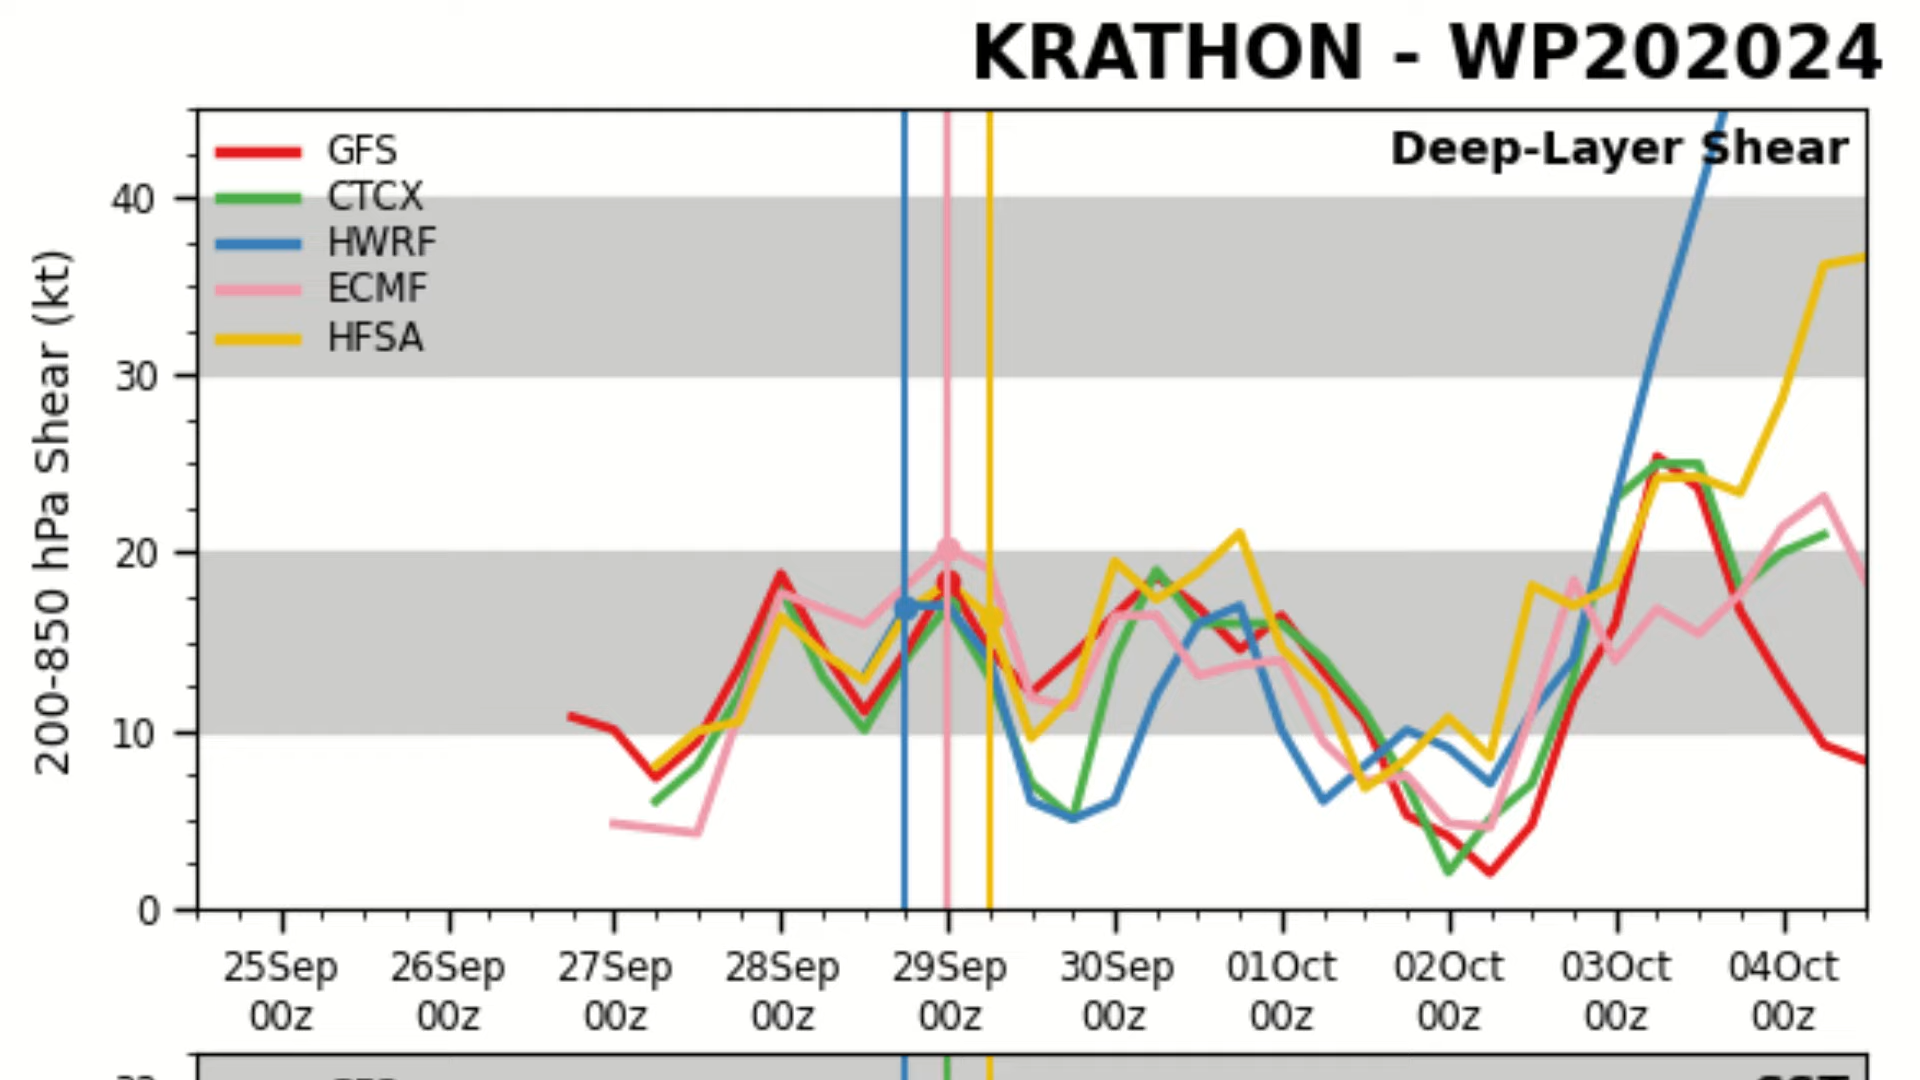 KRATHON - WP202024
Deep-Layer Shear
GFS
CTCX
HWRF
ECMF
HFSA
200-850 hPa Shear (kt)
40
30
20
10
0
25Sep 26Sep 27Sep 28Sep 29Sep 30Sep 01Oct 02Oct 03Oct 04Oct
00z 00z 00z 00z 00z 00z 00z 00z 00z 00z